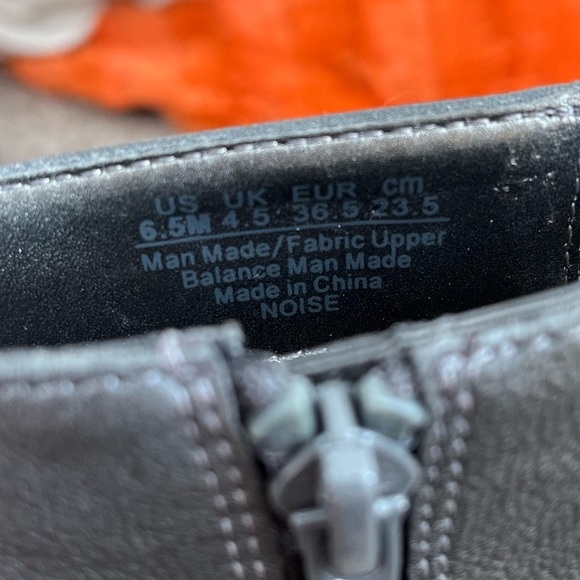 US UK EUR cm
6.5M 4.5 36.5 23.5
Man Made/Fabric Upper
Balance Man Made
Made in China
NOISE